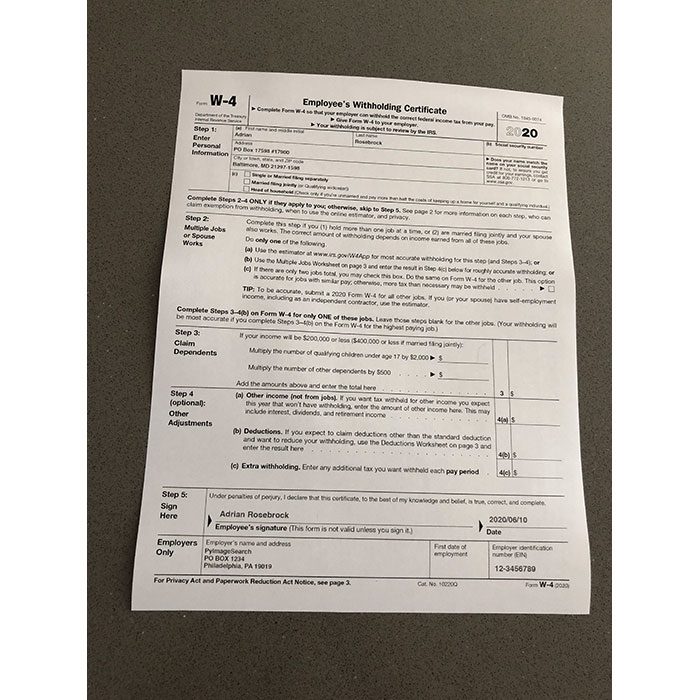 Form W-4
Department of the Treasury
Internal Revenue Service
Employee's Withholding Certificate
▶ Complete Form W-4 so that your employer can withhold the correct federal income tax from your pay.
▶ Give Form W-4 to your employer.
▶ Your withholding is subject to review by the IRS.
OMB No. 1545-0074
2020
Step 1:
Enter
Personal
Information
(a) First name and middle initial
Adrian
Last name
Rosebrock
(b) Social security number
Address
PO Box 17598 #17900
City or town, state, and ZIP code
Baltimore, MD 21297-1598
▶ Does your name match the
name on your social security
card? If not, to ensure you get
credit for your earnings, contact
SSA at 800-772-1213 or go to
www.ssa.gov.
(c) Single or Married filing separately
Married filing jointly (or Qualifying widow(er))
Head of household (Check only if you're unmarried and pay more than half the costs of keeping up a home for yourself and a qualifying individual.)
Complete Steps 2–4 ONLY if they apply to you; otherwise, skip to Step 5. See page 2 for more information on each step, who can
claim exemption from withholding, when to use the online estimator, and privacy.
Step 2:
Multiple Jobs
or Spouse
Works
Complete this step if you (1) hold more than one job at a time, or (2) are married filing jointly and your spouse
also works. The correct amount of withholding depends on income earned from all of these jobs.
Do only one of the following.
(a) Use the estimator at www.irs.gov/W4App for most accurate withholding for this step (and Steps 3–4); or
(b) Use the Multiple Jobs Worksheet on page 3 and enter the result in Step 4(c) below for roughly accurate withholding; or
(c) If there are only two jobs total, you may check this box. Do the same on Form W-4 for the other job. This option
is accurate for jobs with similar pay; otherwise, more tax than necessary may be withheld . . . . . ▶ ☐
TIP: To be accurate, submit a 2020 Form W-4 for all other jobs. If you (or your spouse) have self-employment
income, including as an independent contractor, use the estimator.
Complete Steps 3–4(b) on Form W-4 for only ONE of these jobs. Leave those steps blank for the other jobs. (Your withholding will
be most accurate if you complete Steps 3–4(b) on the Form W-4 for the highest paying job.)
Step 3:
Claim
Dependents
If your income will be $200,000 or less ($400,000 or less if married filing jointly):
Multiply the number of qualifying children under age 17 by $2,000 ▶ $
Multiply the number of other dependents by $500 . . . . ▶ $
Add the amounts above and enter the total here . . . . . . . . . 3 $
Step 4
(optional):
Other
Adjustments
(a) Other income (not from jobs). If you want tax withheld for other income you expect
this year that won't have withholding, enter the amount of other income here. This may
include interest, dividends, and retirement income . . . . . . . . . 4(a) $
(b) Deductions. If you expect to claim deductions other than the standard deduction
and want to reduce your withholding, use the Deductions Worksheet on page 3 and
enter the result here . . . . . . . . . . . . . . . 4(b) $
(c) Extra withholding. Enter any additional tax you want withheld each pay period . 4(c) $
Step 5:
Sign
Here
Under penalties of perjury, I declare that this certificate, to the best of my knowledge and belief, is true, correct, and complete.
Adrian Rosebrock
Employee's signature (This form is not valid unless you sign it.)
2020/06/10
Date
Employers
Only
Employer's name and address
PyImageSearch
PO BOX 1234
Philadelphia, PA 19019
First date of
employment
Employer identification
number (EIN)
12-3456789
For Privacy Act and Paperwork Reduction Act Notice, see page 3.
Cat. No. 10220Q
Form W-4 (2020)